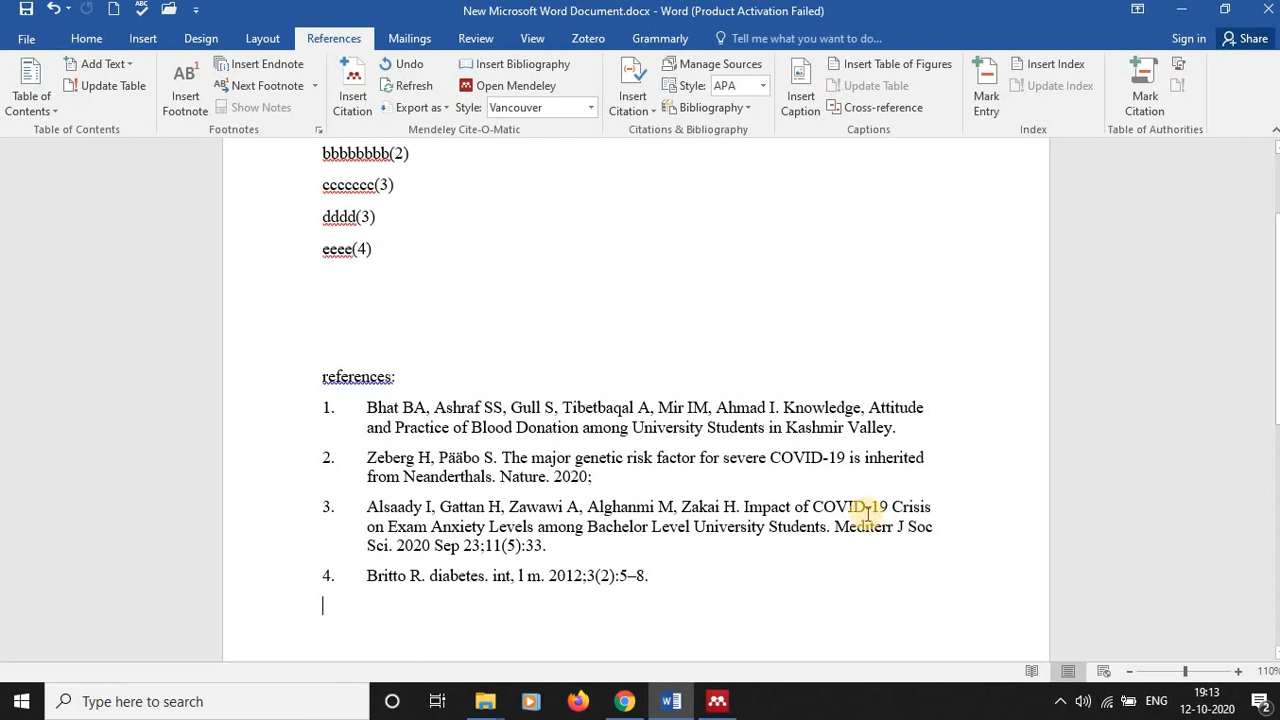 New Microsoft Word Document.docx - Word (Product Activation Failed)
File Home Insert Design Layout References Mailings Review View Zotero Grammarly Tell me what you want to do... Sign in Share
Table of Contents
Add Text
Update Table
Table of Contents
AB1
Insert Footnote
Insert Endnote
Next Footnote
Show Notes
Footnotes
Insert Citation
Undo
Refresh
Export as
Insert Bibliography
Open Mendeley
Style: Vancouver
Mendeley Cite-O-Matic
Insert Citation
Manage Sources
Style: APA
Bibliography
Citations & Bibliography
Insert Caption
Insert Table of Figures
Update Table
Cross-reference
Captions
Mark Entry
Insert Index
Update Index
Index
Mark Citation
Table of Authorities
bbbbbbbb(2)
ccccccc(3)
dddd(3)
eeee(4)
references:
1. Bhat BA, Ashraf SS, Gull S, Tibetbaqal A, Mir IM, Ahmad I. Knowledge, Attitude
and Practice of Blood Donation among University Students in Kashmir Valley.
2. Zeberg H, Pääbo S. The major genetic risk factor for severe COVID-19 is inherited
from Neanderthals. Nature. 2020;
3. Alsaady I, Gattan H, Zawawi A, Alghanmi M, Zakai H. Impact of COVID-19 Crisis
on Exam Anxiety Levels among Bachelor Level University Students. Mediterr J Soc
Sci. 2020 Sep 23;11(5):33.
4. Britto R. diabetes. int, l m. 2012;3(2):5–8.
110%
Type here to search
ENG
19:13
12-10-2020
2